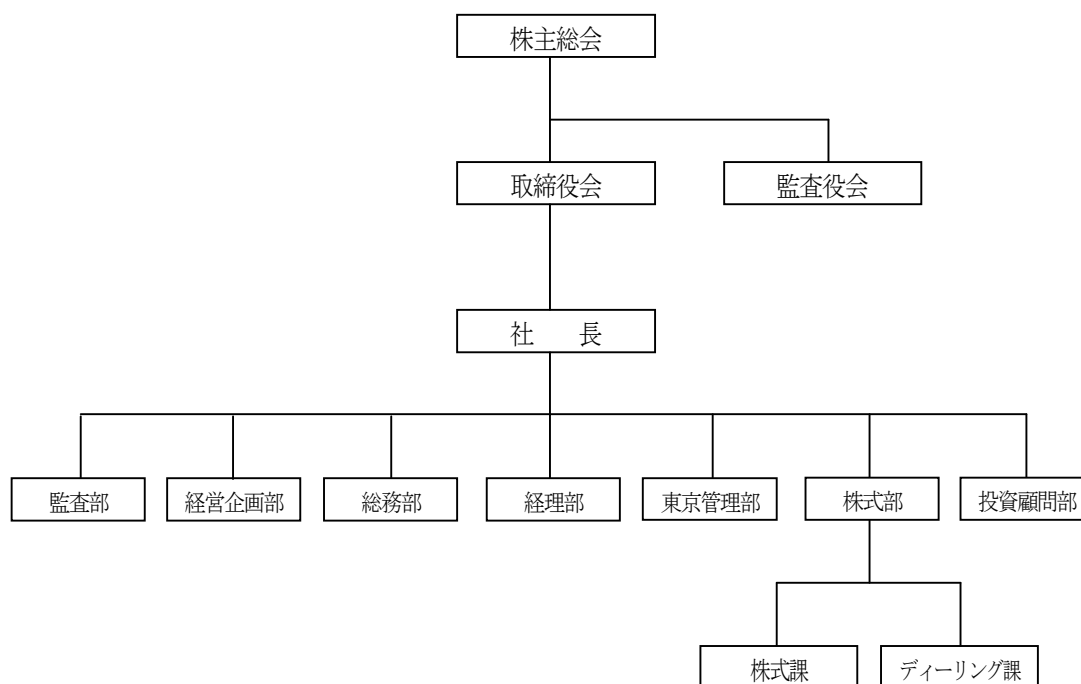 株主総会
取締役会
監査役会
社　　長
監査部
経営企画部
総務部
経理部
東京管理部
株式部
投資顧問部
株式課
ディーリング課